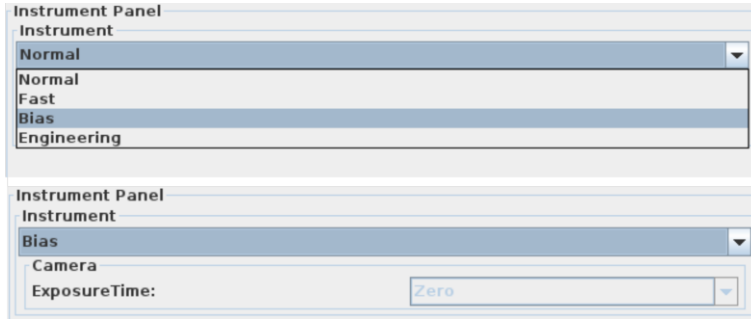 Instrument Panel
Instrument
Normal
Normal
Fast
Bias
Engineering
Instrument Panel
Instrument
Bias
Camera
ExposureTime: Zero